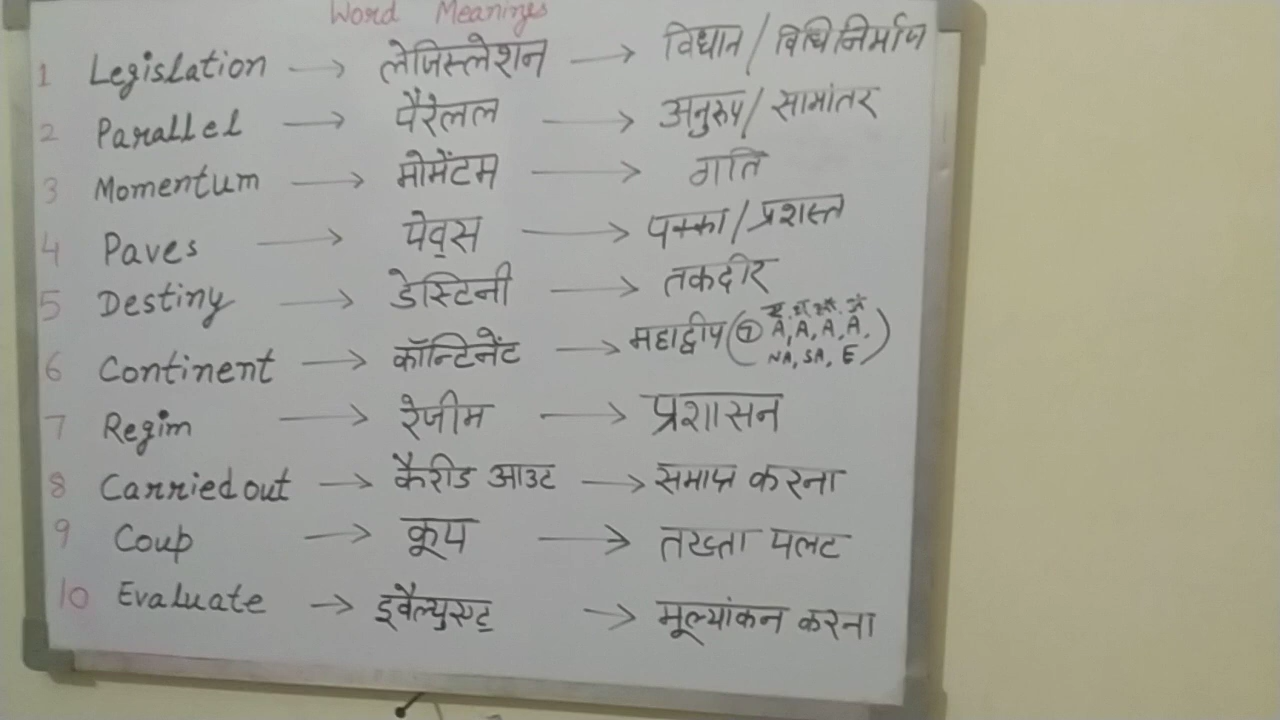 Word Meanings
1 Legislation → लेजिस्लेशन → विधान / विधि निर्माण
2 Parallel → पैरेलल → अनुरुप / सामांतर
3 Momentum → मोमेंटम → गति
4 Paves → पेव्स → पक्का / प्रशस्त
5 Destiny → डेस्टिनी → तकदीर
6 Continent → कॉन्टिनेंट → महाद्वीप (7 A, A, A, A, NA, SA, E)
7 Regim → रेजीम → प्रशासन
8 Carried out → कैरीड आउट → समाप्त करना
9 Coup → कूप → तख्ता पलट
10 Evaluate → इवैल्युएट → मूल्यांकन करना